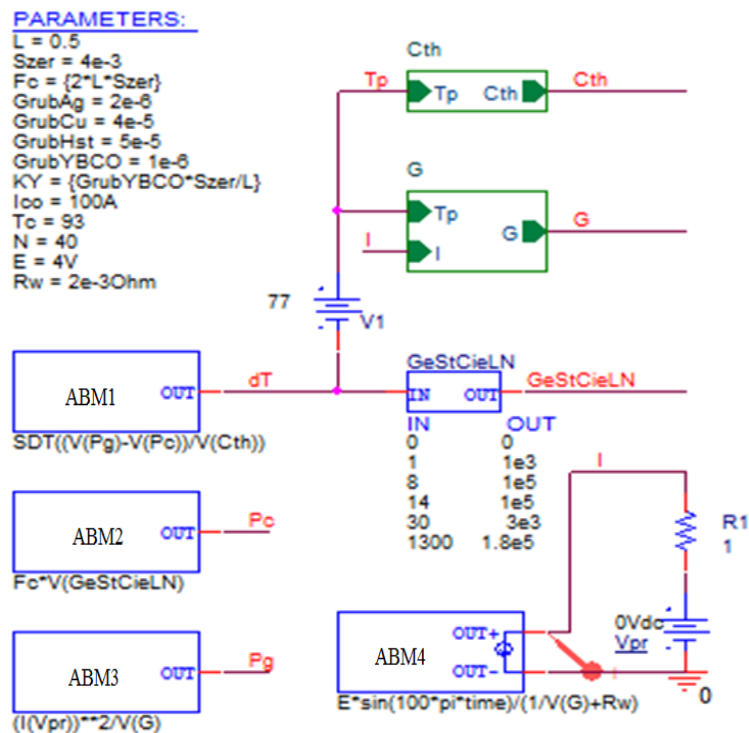 PARAMETERS:
L = 0.5
Szer = 4e-3
Fc = {2*L*Szer}
GrubAg = 2e-6
GrubCu = 4e-5
GrubHst = 5e-5
GrubYBCO = 1e-6
KY = {GrubYBCO*Szer/L}
Ico = 100A
Tc = 93
N = 40
E = 4V
Rw = 2e-3Ohm
Cth
Tp
Tp Cth
Cth
G
Tp
G
G
I
I
77
V1
ABM1
OUT
dT
SDT((V(Pg)-V(Pc))/V(Cth))
GeStCieLN
IN OUT
GeStCieLN
IN OUT
0 0
1 1e3
8 1e5
14 1e5
30 3e3
1300 1.8e5
ABM2
OUT
Pc
Fc*V(GeStCieLN)
I
R1
1
0Vdc
Vpr
0
ABM3
OUT
Pg
(I(Vpr))**2/V(G)
ABM4
OUT+
OUT-
I
E*sin(100*pi*time)/(1/V(G)+Rw)